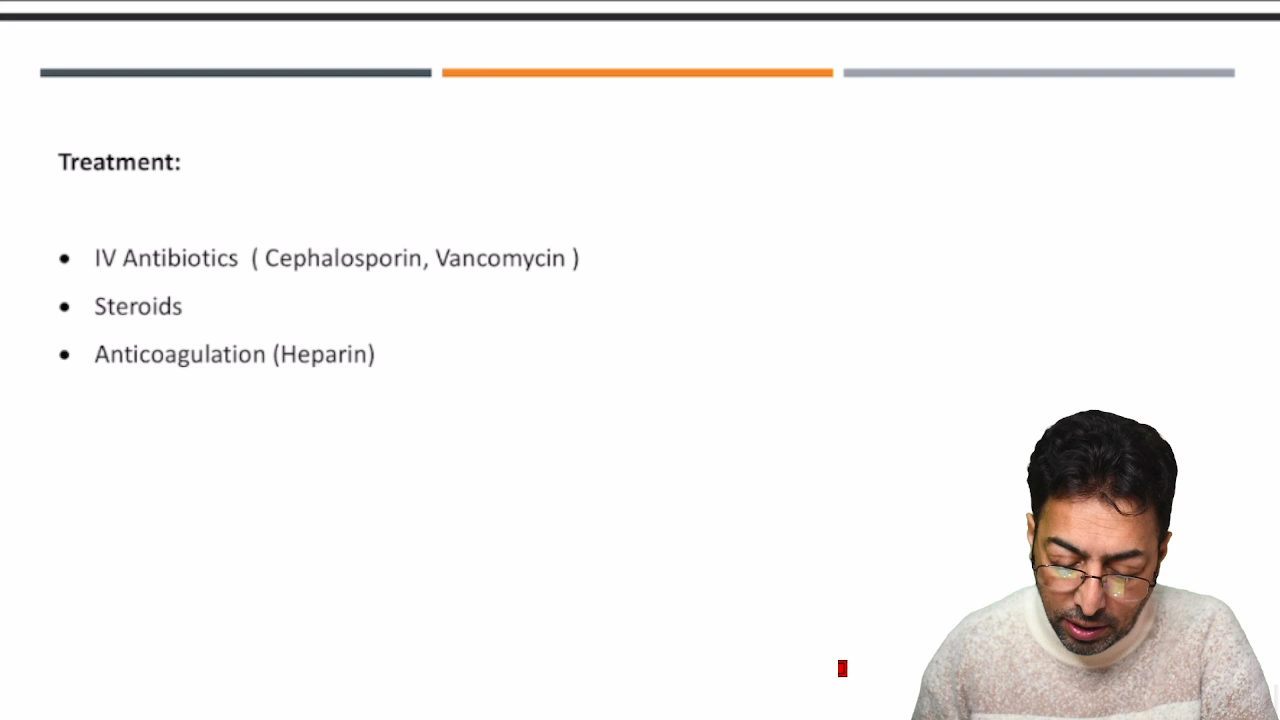 Treatment:
• IV Antibiotics ( Cephalosporin, Vancomycin )
• Steroids
• Anticoagulation (Heparin)